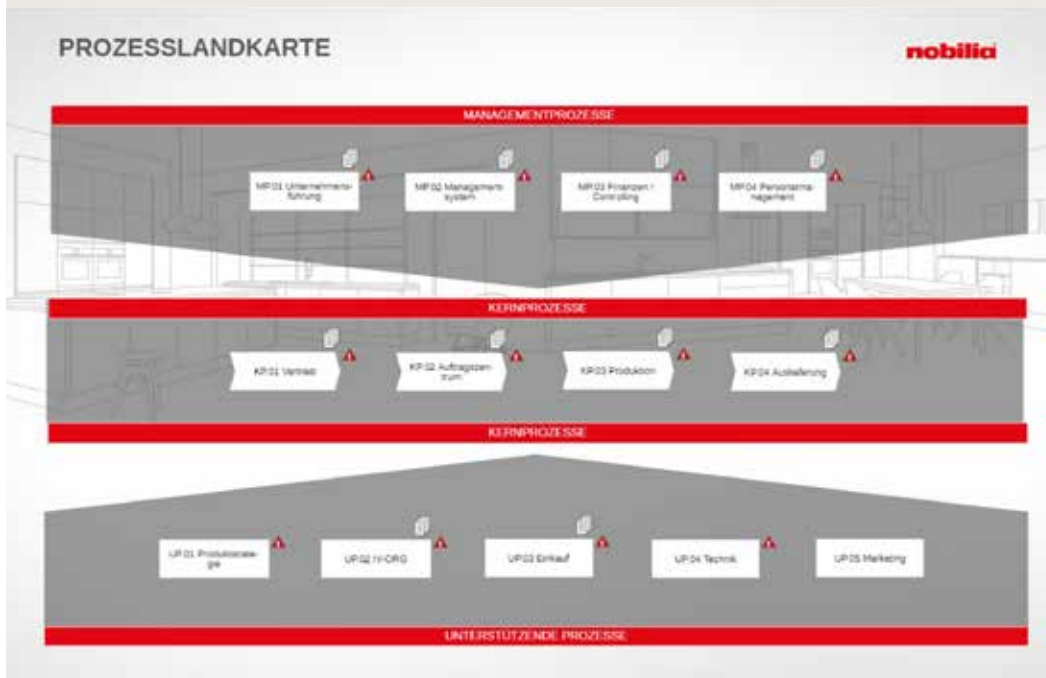 PROZESSLANDKARTE
nobilia
MANAGEMENTPROZESSE
MP.01 Unternehmens-
führung
MP.02 Management-
system
MP.03 Finanzen /
Controlling
MP.04 Personalma-
nagement
KERNPROZESSE
KP.01 Vertrieb
KP.02 Auftragszen-
trum
KP.03 Produktion
KP.04 Auslieferung
KERNPROZESSE
UP.01 Produktstrate-
gie
UP.02 IV-ORG
UP.03 Einkauf
UP.04 Technik
UP.05 Marketing
UNTERSTÜTZENDE PROZESSE